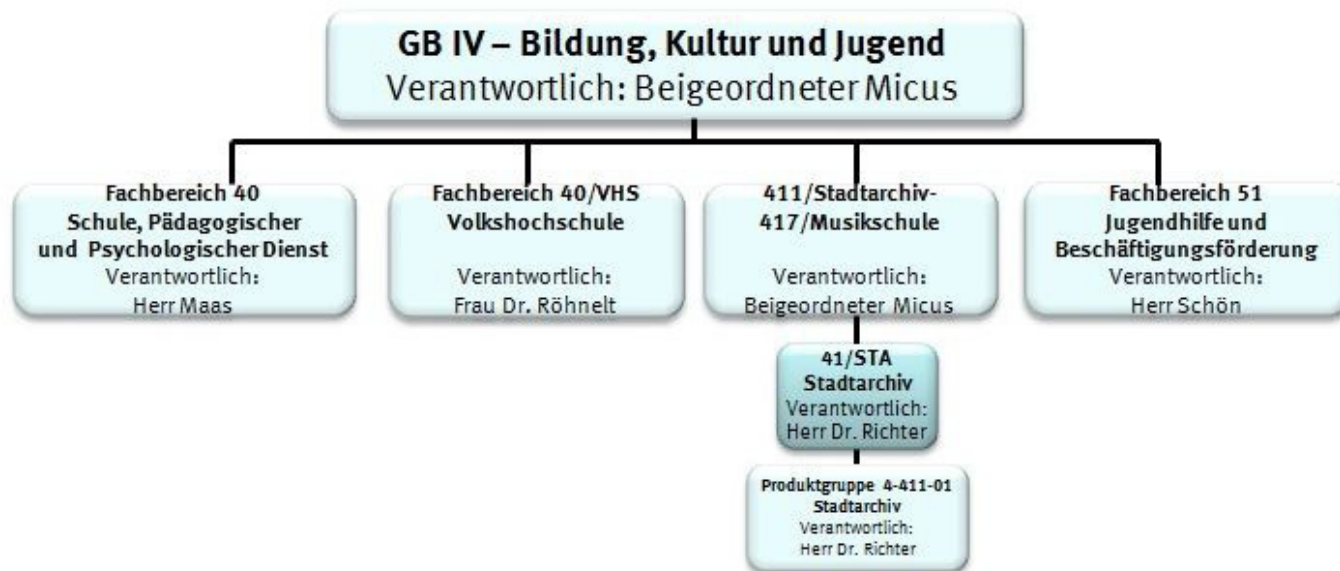 GB IV – Bildung, Kultur und Jugend
Verantwortlich: Beigeordneter Micus
Fachbereich 40
Schule, Pädagogischer
und Psychologischer Dienst
Verantwortlich:
Herr Maas
Fachbereich 40/VHS
Volkshochschule
Verantwortlich:
Frau Dr. Röhnelt
411/Stadtarchiv-
417/Musikschule
Verantwortlich:
Beigeordneter Micus
Fachbereich 51
Jugendhilfe und
Beschäftigungsförderung
Verantwortlich:
Herr Schön
41/STA
Stadtarchiv
Verantwortlich:
Herr Dr. Richter
Produktgruppe 4-411-01
Stadtarchiv
Verantwortlich:
Herr Dr. Richter